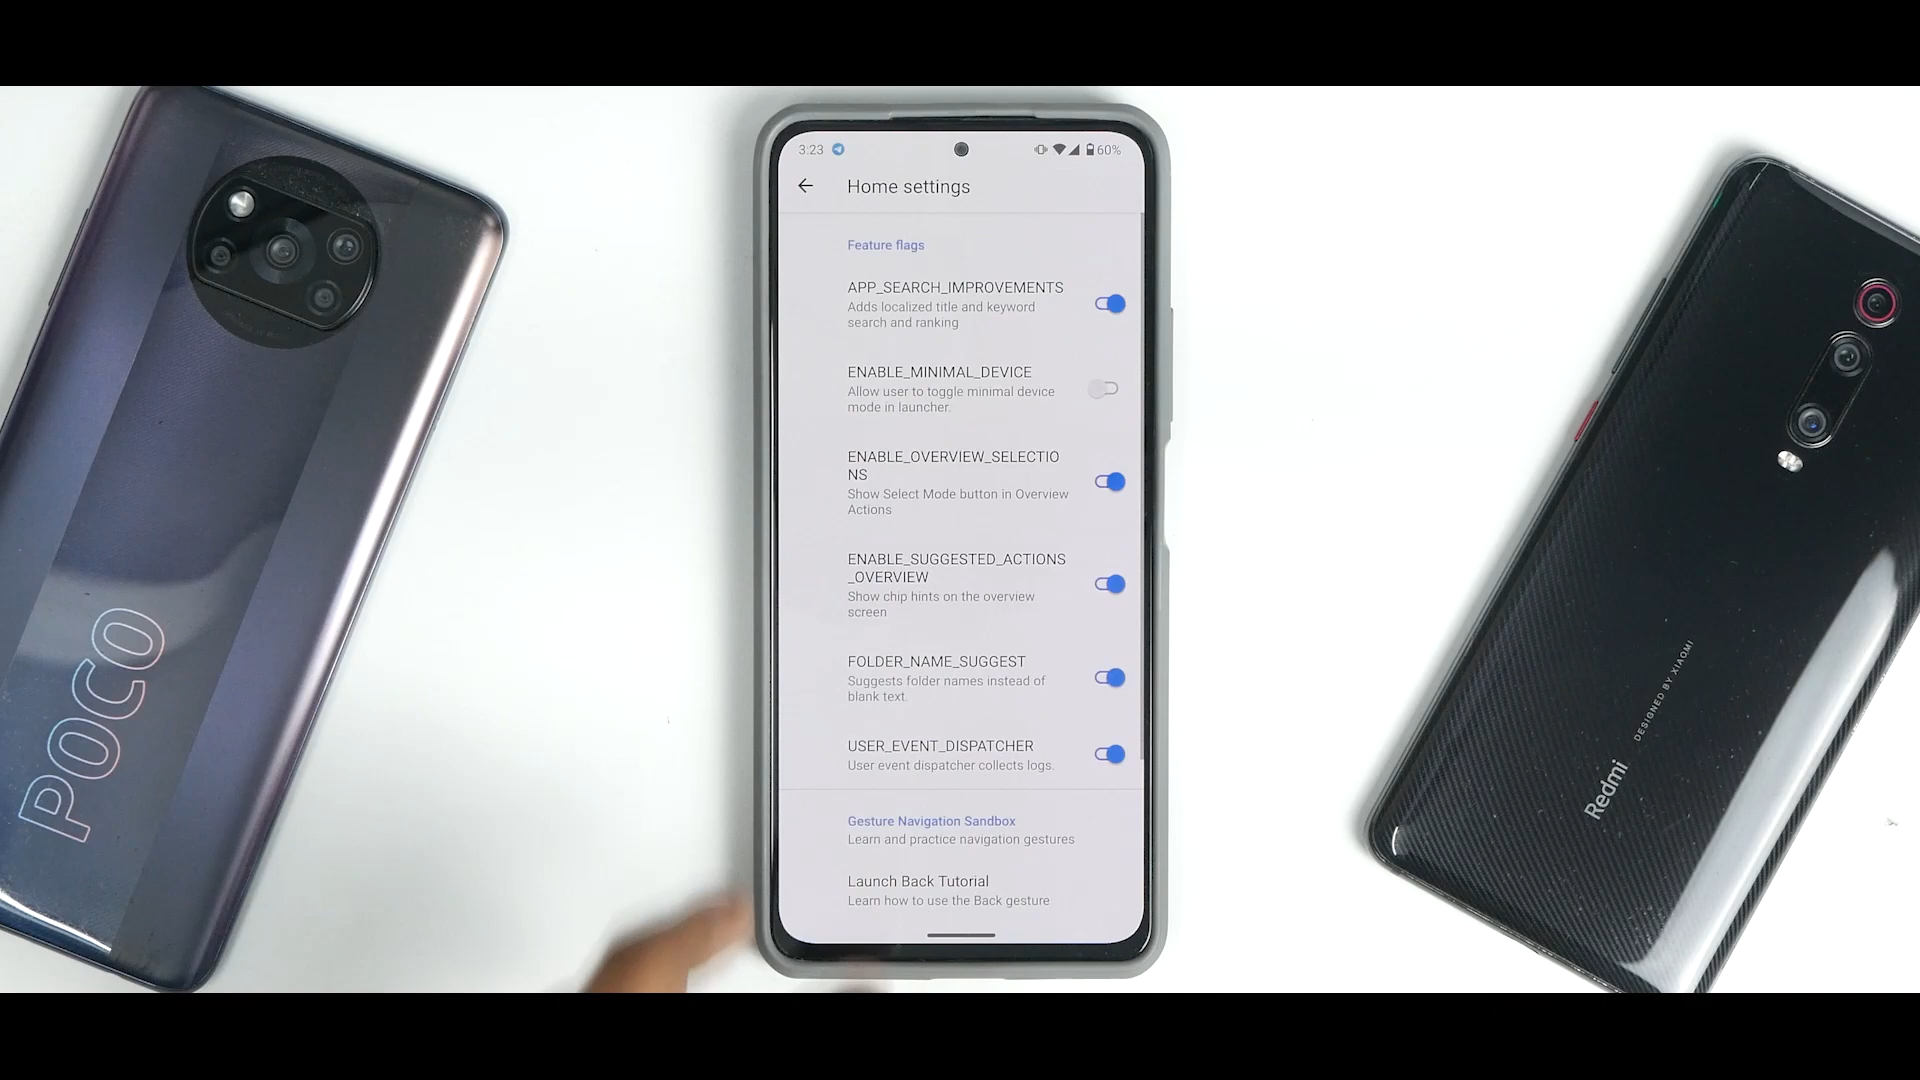 3:23
60%
Home settings
Feature flags
APP_SEARCH_IMPROVEMENTS
Adds localized title and keyword
search and ranking
ENABLE_MINIMAL_DEVICE
Allow user to toggle minimal device
mode in launcher.
ENABLE_OVERVIEW_SELECTIO
NS
Show Select Mode button in Overview
Actions
ENABLE_SUGGESTED_ACTIONS
_OVERVIEW
Show chip hints on the overview
screen
FOLDER_NAME_SUGGEST
Suggests folder names instead of
blank text.
USER_EVENT_DISPATCHER
User event dispatcher collects logs.
Gesture Navigation Sandbox
Learn and practice navigation gestures
Launch Back Tutorial
Learn how to use the Back gesture
POCO
Redmi
DESIGNED BY XIAOMI